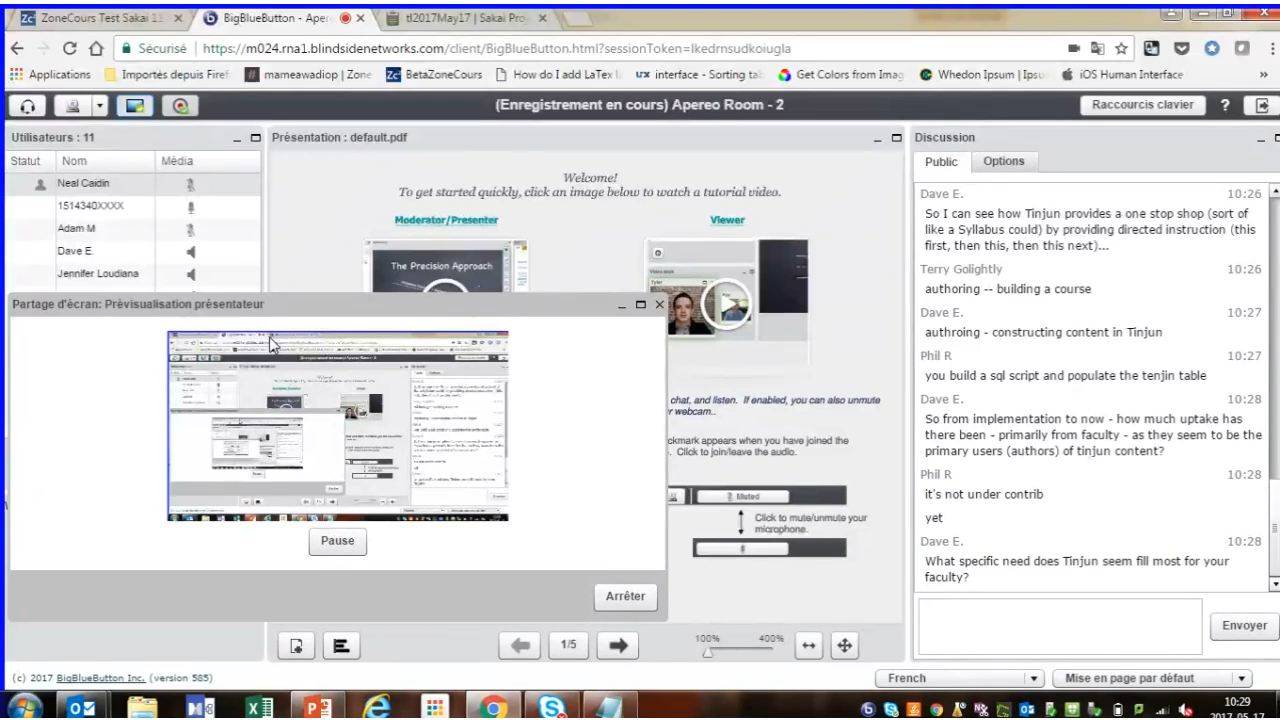 ZoneCours Test Sakai 11
BigBlueButton - Aper
tl2017May17 | Sakai Pro
Sécurisé
https://m024.rna1.blindsidenetworks.com/client/BigBlueButton.html?sessionToken=lkedrnsudkoiugla
Applications
Importés depuis Firef
mameawadiop | Zone
BetaZoneCours
How do I add LaTex
interface - Sorting tab
Get Colors from Imag
Whedon Ipsum | Ipsu
iOS Human Interface
(Enregistrement en cours) Apereo Room - 2
Raccourcis clavier
?
Utilisateurs : 11
Statut Nom Média
Neal Caidin
1514340XXXX
Adam M
Dave E.
Jennifer Loudiana
Présentation : default.pdf
Welcome!
To get started quickly, click an image below to watch a tutorial video.
Moderator/Presenter
Viewer
The Precision Approach
Partage d'écran: Prévisualisation présentateur
Pause
Arrêter
chat, and listen. If enabled, you can also unmute
webcam..
ckmark appears when you have joined the
Click to join/leave the audio.
Muted
Click to mute/unmute your
microphone.
1/5
100%
400%
Discussion
Public
Options
Dave E. 10:26
So I can see how Tinjun provides a one stop shop (sort of
like a Syllabus could) by providing directed instruction (this
first, then this, then this next)...
Terry Golightly 10:26
authoring -- building a course
Dave E. 10:27
authroing - constructing content in Tinjun
Phil R 10:27
you build a sql script and populate the tenjin table
Dave E. 10:28
So from implementation to now - how much uptake has
there been - primarily from faculty - as they seem to be the
primary users (authors) of tinjun content?
Phil R 10:28
it's not under contrib
yet
Dave E. 10:28
What specific need does Tinjun seem fill most for your
faculty?
Envoyer
(c) 2017 BigBlueButton Inc. (version 585)
French
Mise en page par défaut
10:29
2017-05-17